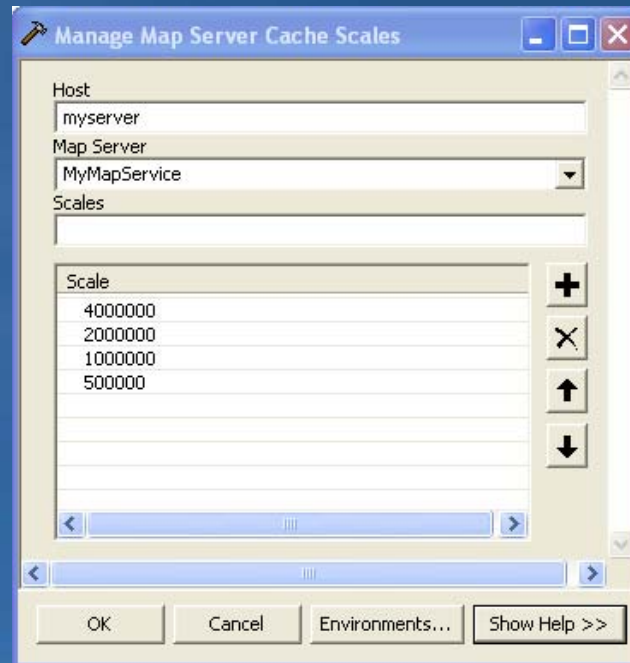 Manage Map Server Cache Scales
Host
myserver
Map Server
MyMapService
Scales
Scale
4000000
2000000
1000000
500000
OK
Cancel
Environments...
Show Help >>